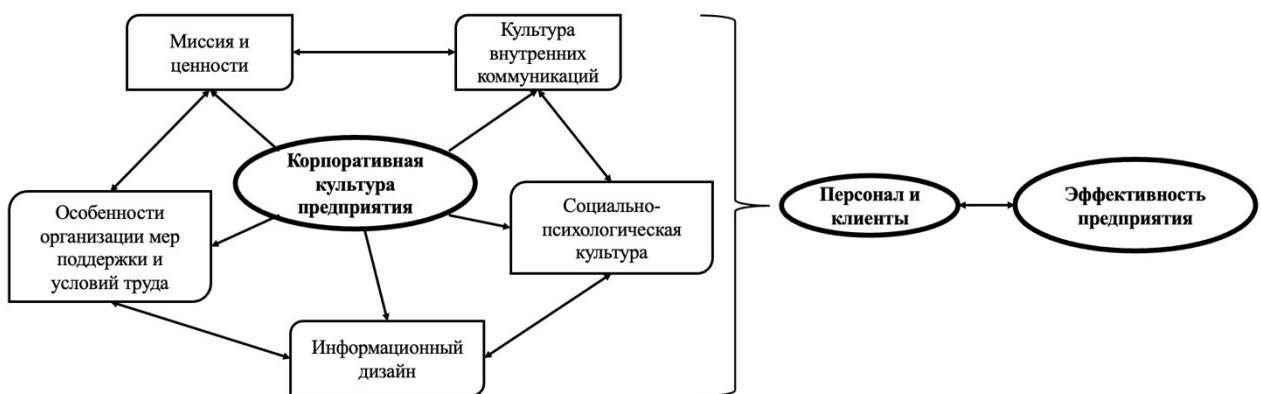 Миссия и
ценности
Культура
внутренних
коммуникаций
Корпоративная
культура
предприятия
Особенности
организации мер
поддержки и
условий труда
Социально-
психологическая
культура
Информационный
дизайн
Персонал и
клиенты
Эффективность
предприятия